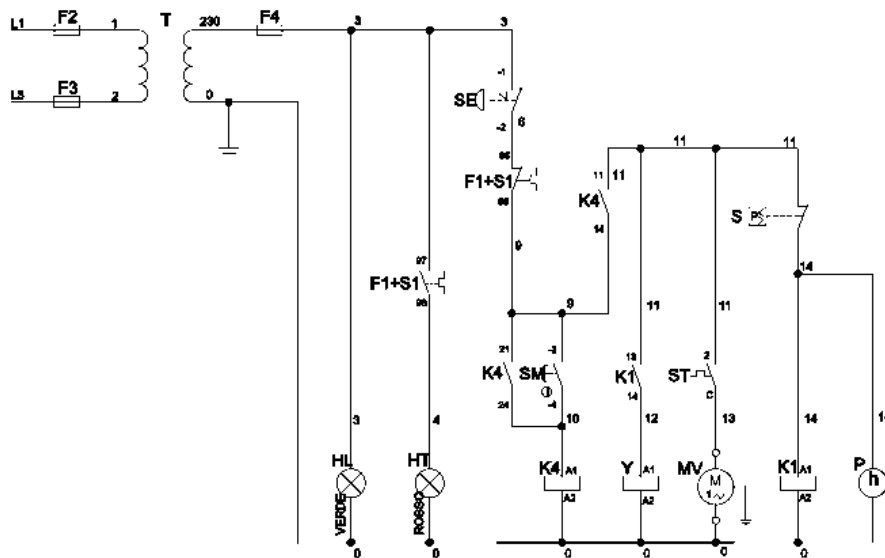 L1 F2 1 T 230 F4 3 3
L3 F3 2 0
-1
SE
6
-2
95
F1+S1
96
9
11 11 11
11 11
K4
14
S P
14
97
F1+S1
98
9
11 11
21 -3 13 2
K4 SM K1 ST
24 -4 14 C
3 4 10 12 13 14
HL HT K4 A1 Y A1 MV M 1 K1 A1 P h
A2 A2 A2
VERDE ROSSO
0 0 0 0 0 0 0